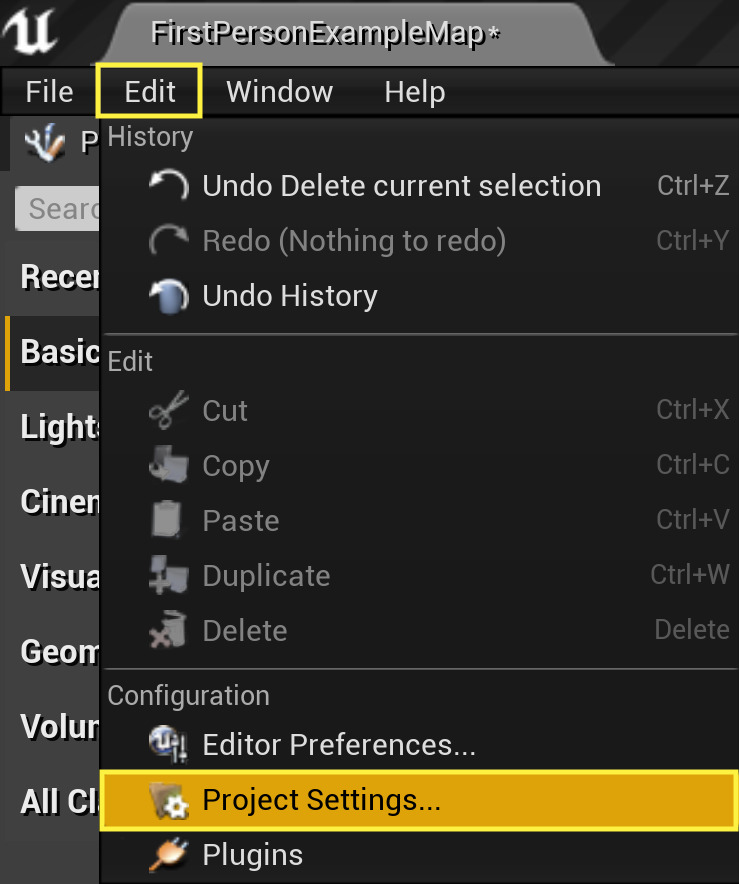 FirstPersonExampleMap*
File Edit Window Help
P
History
Undo Delete current selection Ctrl+Z
Searc
Redo (Nothing to redo) Ctrl+Y
Recen
Undo History
Basic
Edit
Cut Ctrl+X
Lights
Copy Ctrl+C
Cinem
Paste Ctrl+V
Visua
Duplicate Ctrl+W
Delete Delete
Geom
Configuration
Volum
Editor Preferences...
All Cla
Project Settings...
Plugins